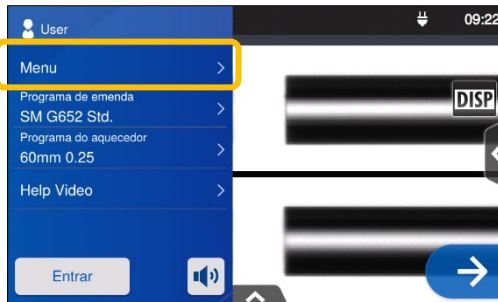 User
09:22
Menu
DISP
Programa de emenda
SM G652 Std.
Programa do aquecedor
60mm 0.25
Help Video
Entrar